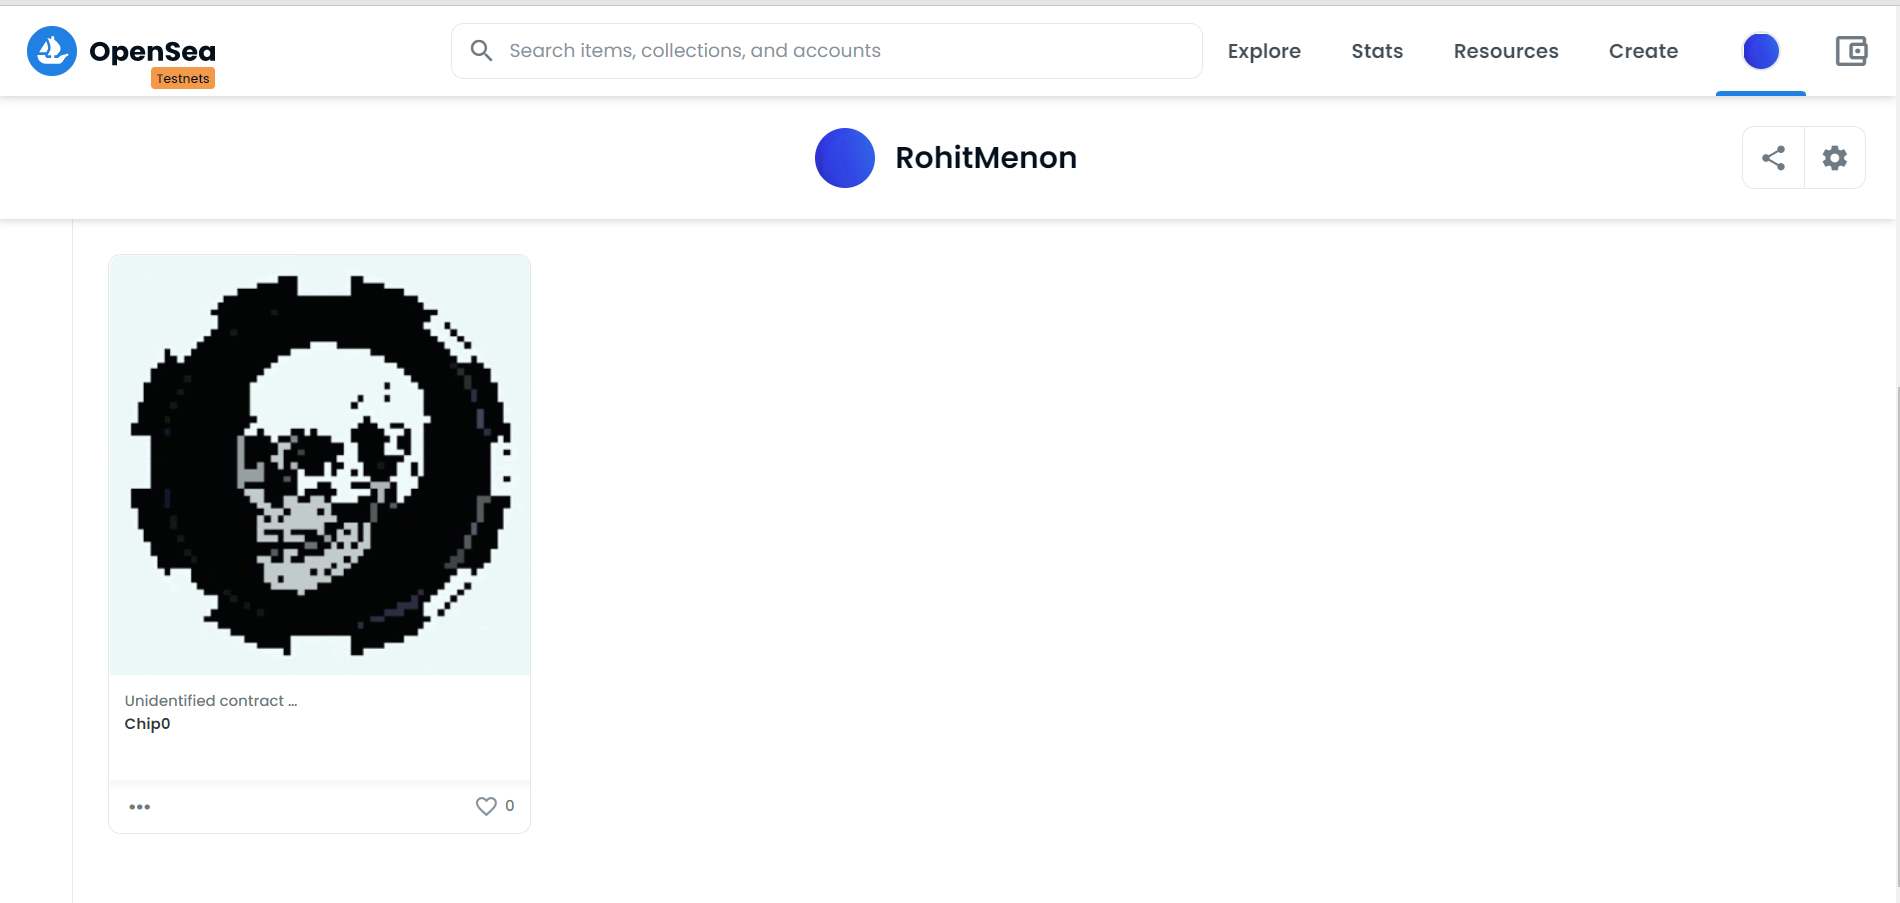 OpenSea
Testnets
Search items, collections, and accounts
Explore
Stats
Resources
Create
RohitMenon
Unidentified contract ...
Chip0
0